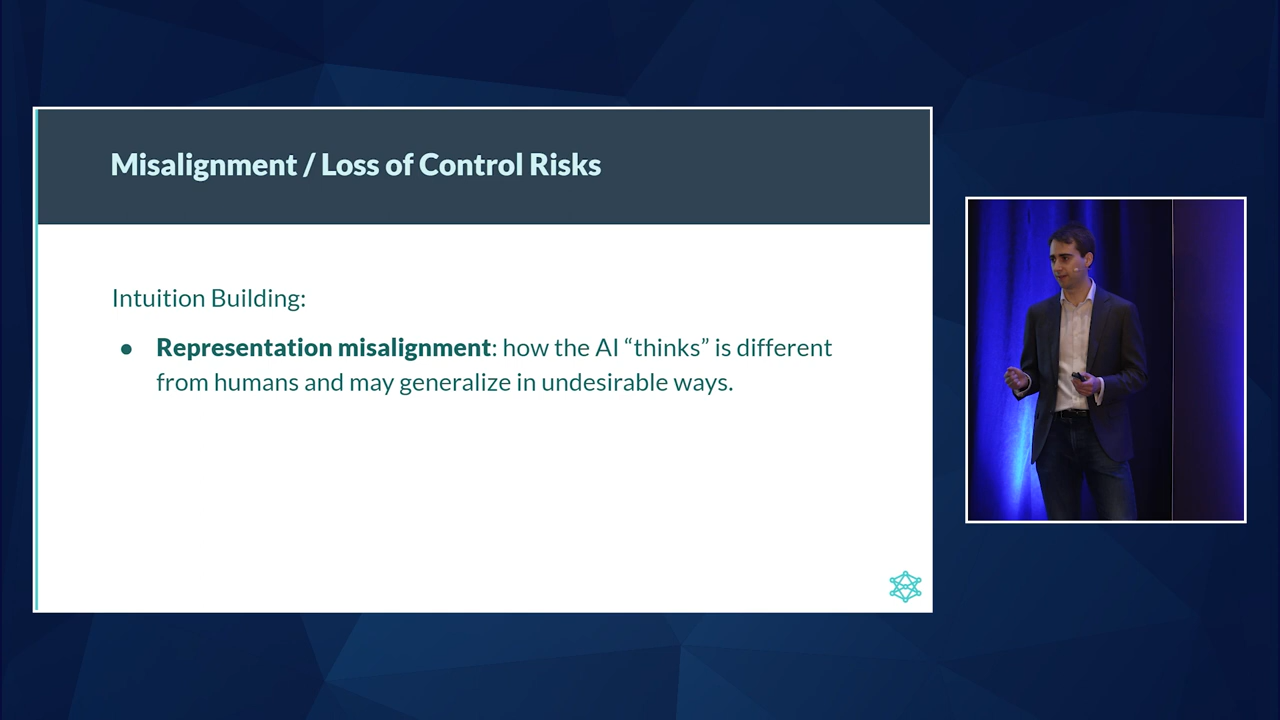 Misalignment / Loss of Control Risks
Intuition Building:
● Representation misalignment: how the AI “thinks” is different
from humans and may generalize in undesirable ways.